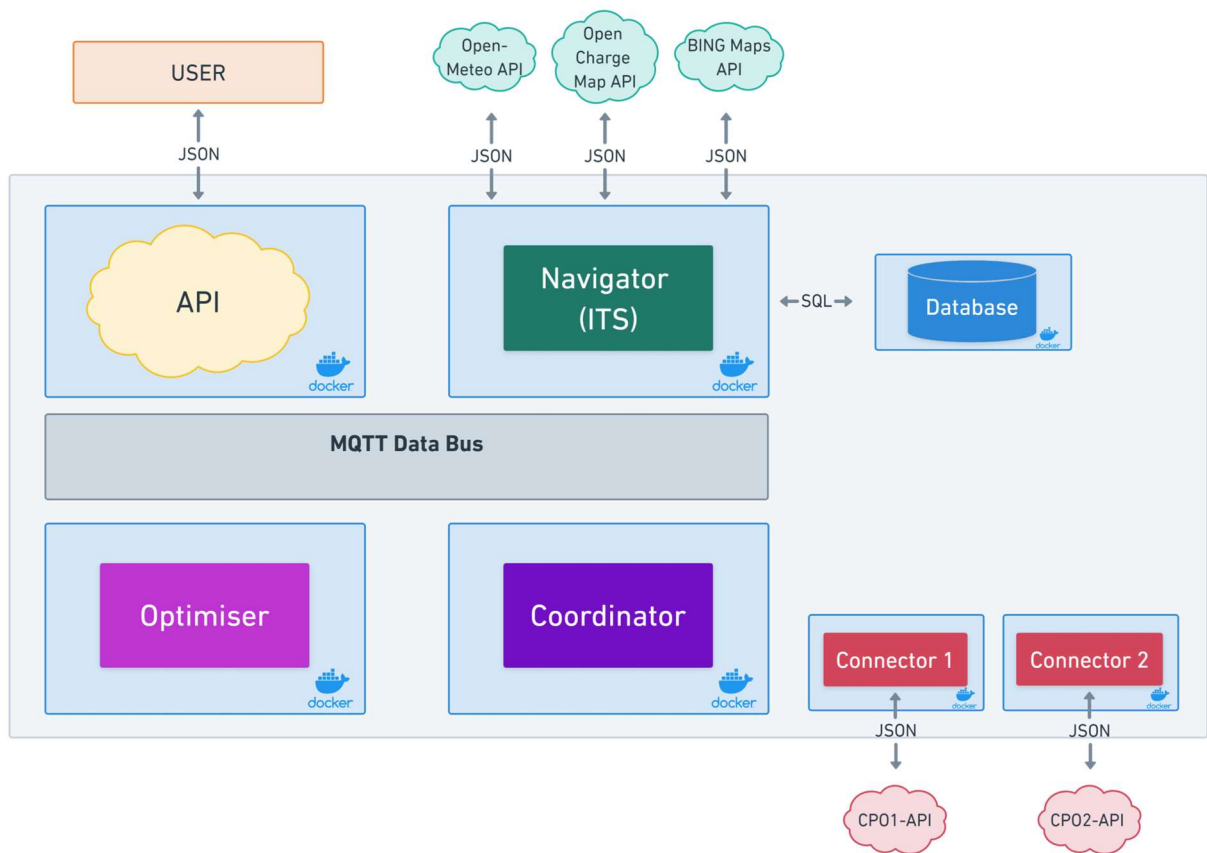 USER
Open-
Meteo API
Open
Charge
Map API
BING Maps
API
JSON
JSON
JSON
JSON
API
docker
Navigator
(ITS)
docker
SQL
Database
docker
MQTT Data Bus
Optimiser
docker
Coordinator
docker
Connector 1
docker
Connector 2
docker
JSON
JSON
CPO1-API
CPO2-API